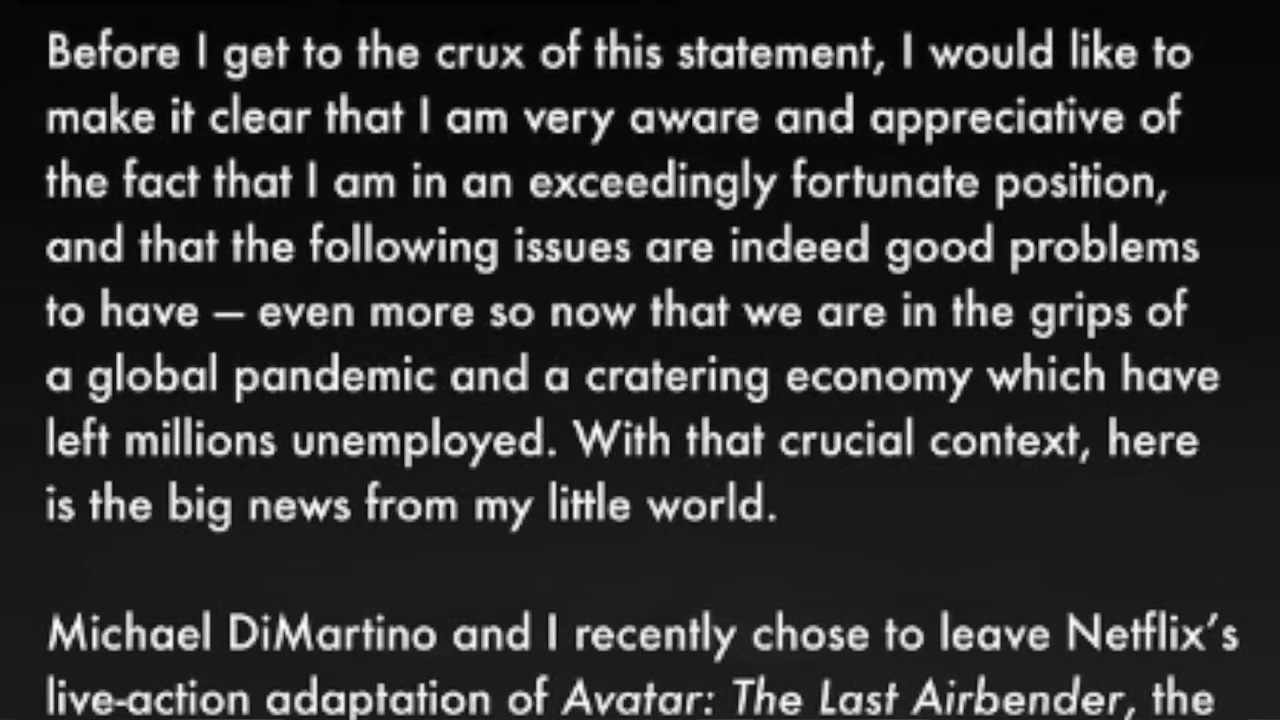 Before I get to the crux of this statement, I would like to
make it clear that I am very aware and appreciative of
the fact that I am in an exceedingly fortunate position,
and that the following issues are indeed good problems
to have — even more so now that we are in the grips of
a global pandemic and a cratering economy which have
left millions unemployed. With that crucial context, here
is the big news from my little world.
Michael DiMartino and I recently chose to leave Netflix’s
live-action adaptation of Avatar: The Last Airbender, the